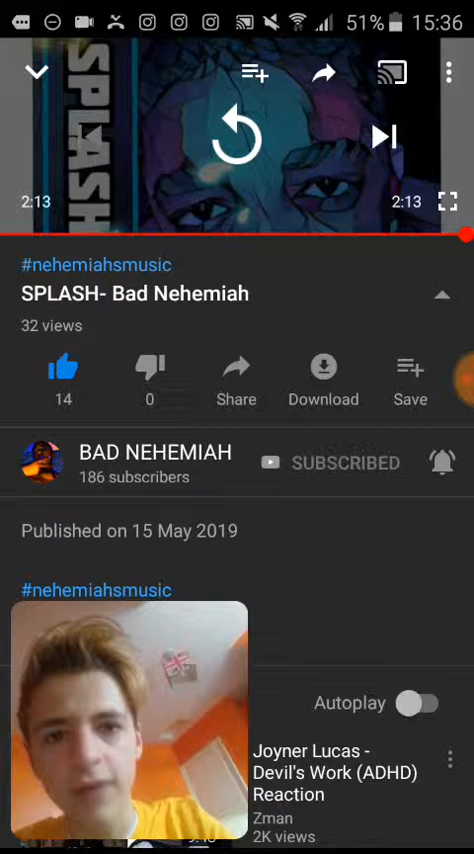 51% 15:36
SPLASH
2:13
2:13
#nehemiahsmusic
SPLASH- Bad Nehemiah
32 views
14
0
Share
Download
Save
BAD NEHEMIAH
186 subscribers
SUBSCRIBED
Published on 15 May 2019
#nehemiahsmusic
Autoplay
Joyner Lucas -
Devil's Work (ADHD)
Reaction
Zman
2K views